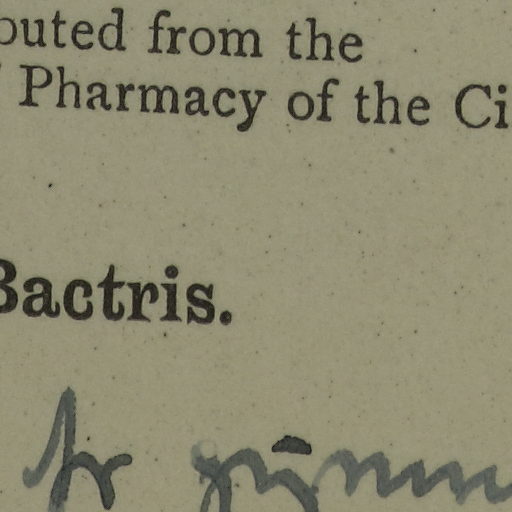 buted from the
Pharmacy of the Ci
Bactris.